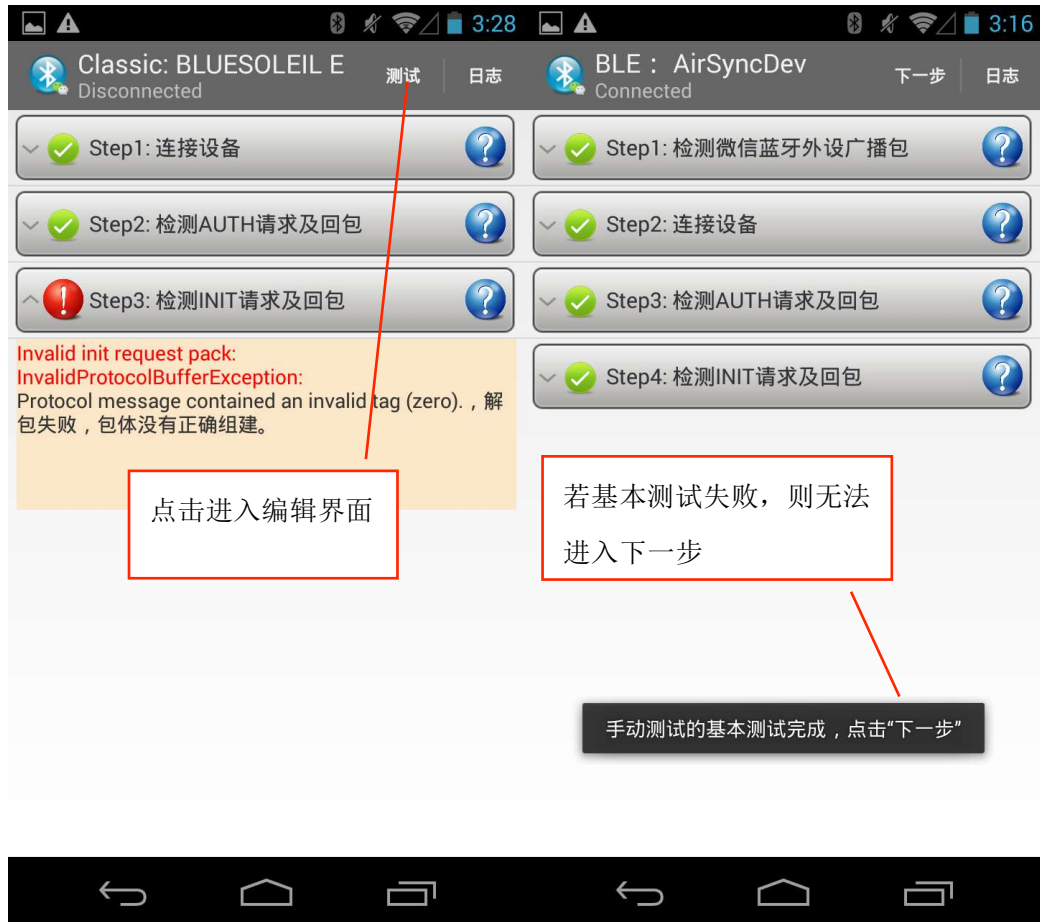 3:28
Classic: BLUESOLEIL E
Disconnected
测试
日志
Step1: 连接设备
Step2: 检测AUTH请求及回包
Step3: 检测INIT请求及回包
Invalid init request pack:
InvalidProtocolBufferException:
Protocol message contained an invalid tag (zero).，解
包失败，包体没有正确组建。
点击进入编辑界面
3:16
BLE： AirSyncDev
Connected
下一步
日志
Step1: 检测微信蓝牙外设广播包
Step2: 连接设备
Step3: 检测AUTH请求及回包
Step4: 检测INIT请求及回包
若基本测试失败，则无法
进入下一步
手动测试的基本测试完成，点击“下一步”